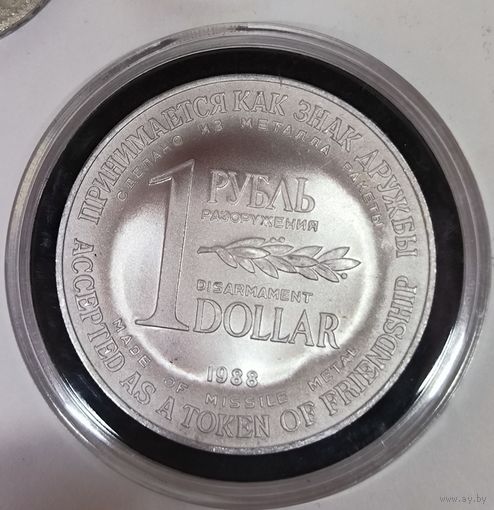 ПРИНИМАЕТСЯ КАК ЗНАК ДРУЖБЫ
СДЕЛАНО ИЗ МЕТАЛЛА РАКЕТЫ
1 РУБЛЬ
РАЗОРУЖЕНИЯ
DISARMAMENT
DOLLAR
1988
MADE OF MISSILE METAL
ACCEPTED AS A TOKEN OF FRIENDSHIP
www.ay.by